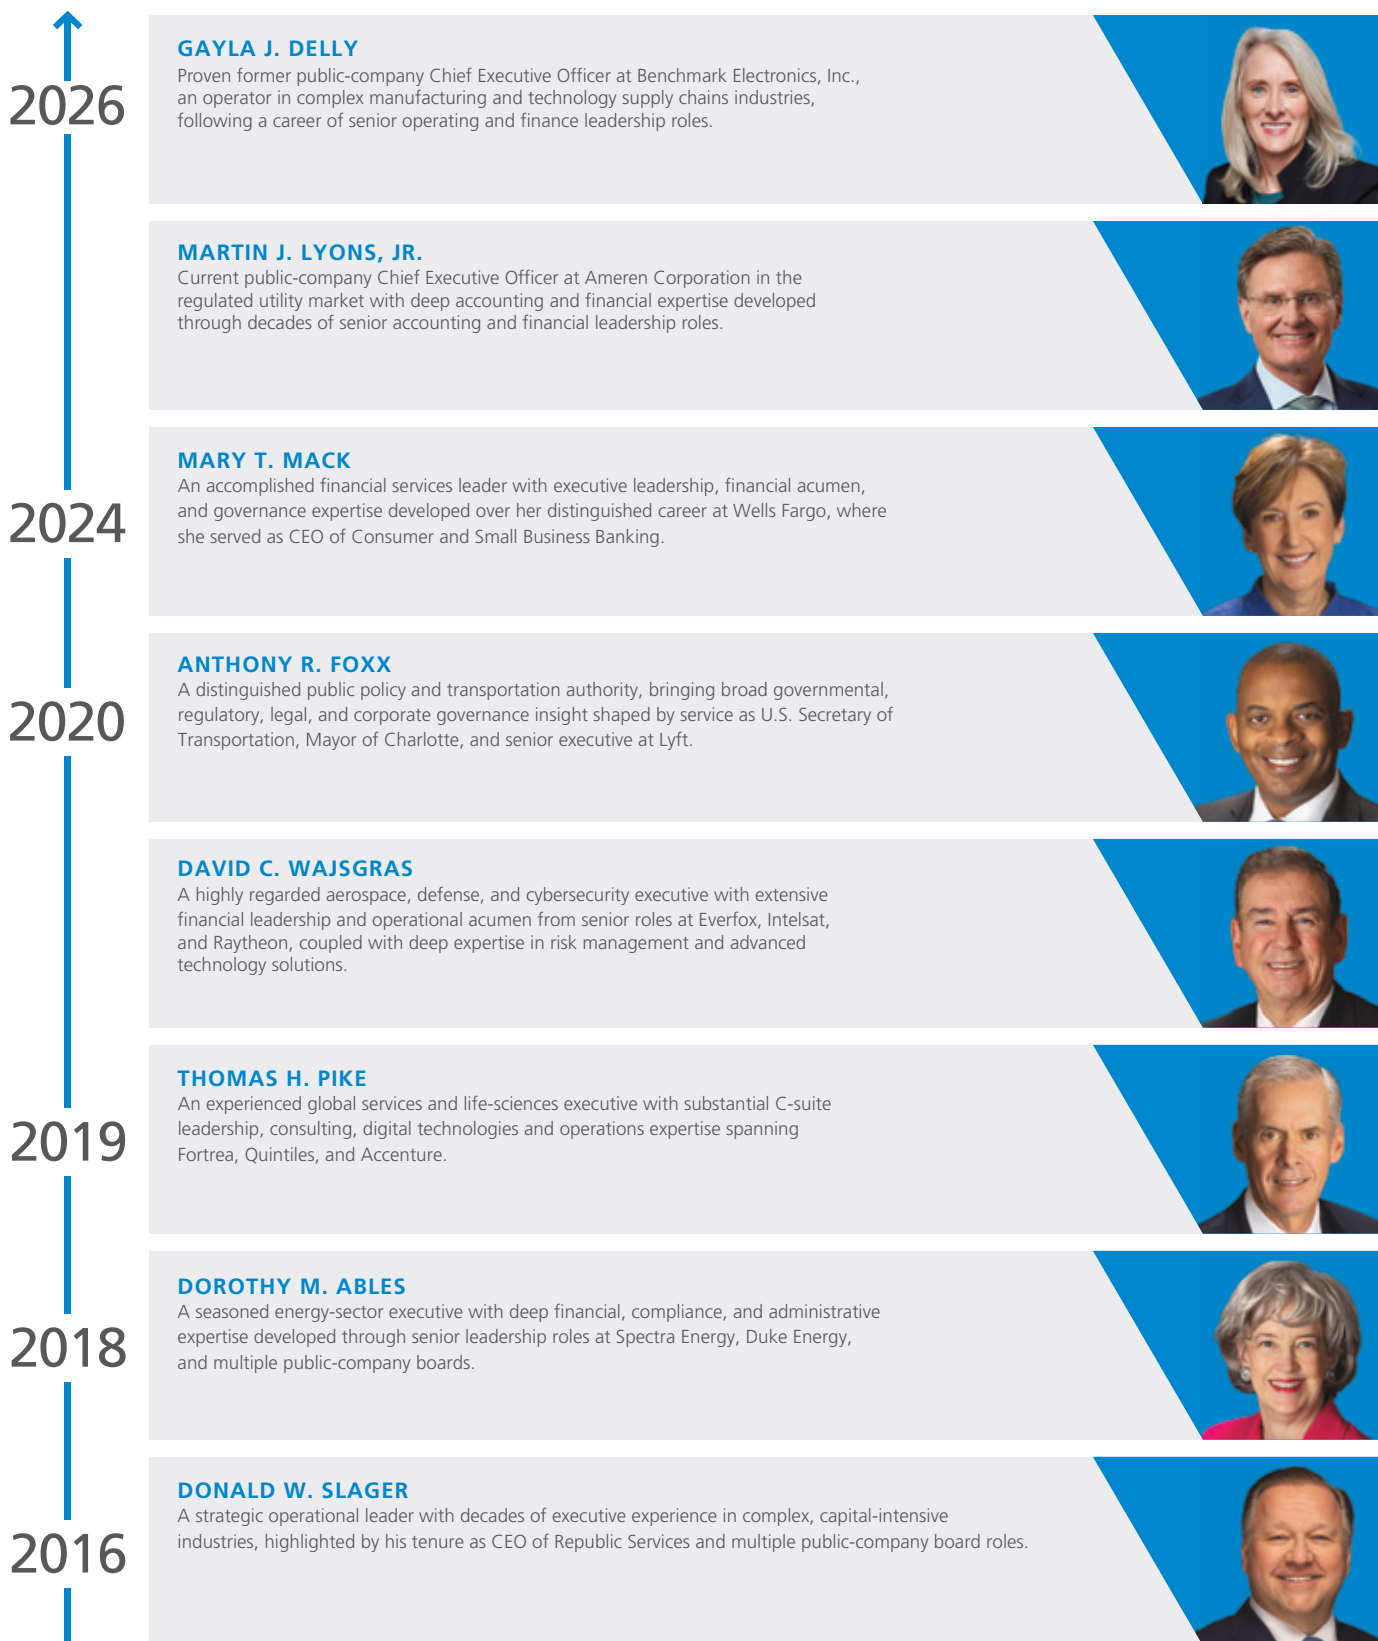 2026
GAYLA J. DELLY
Proven former public-company Chief Executive Officer at Benchmark Electronics, Inc.,
an operator in complex manufacturing and technology supply chains industries,
following a career of senior operating and finance leadership roles.
MARTIN J. LYONS, JR.
Current public-company Chief Executive Officer at Ameren Corporation in the
regulated utility market with deep accounting and financial expertise developed
through decades of senior accounting and financial leadership roles.
2024
MARY T. MACK
An accomplished financial services leader with executive leadership, financial acumen,
and governance expertise developed over her distinguished career at Wells Fargo, where
she served as CEO of Consumer and Small Business Banking.
2020
ANTHONY R. FOXX
A distinguished public policy and transportation authority, bringing broad governmental,
regulatory, legal, and corporate governance insight shaped by service as U.S. Secretary of
Transportation, Mayor of Charlotte, and senior executive at Lyft.
DAVID C. WAJSGRAS
A highly regarded aerospace, defense, and cybersecurity executive with extensive
financial leadership and operational acumen from senior roles at Everfox, Intelsat,
and Raytheon, coupled with deep expertise in risk management and advanced
technology solutions.
2019
THOMAS H. PIKE
An experienced global services and life-sciences executive with substantial C-suite
leadership, consulting, digital technologies and operations expertise spanning
Fortrea, Quintiles, and Accenture.
2018
DOROTHY M. ABLES
A seasoned energy-sector executive with deep financial, compliance, and administrative
expertise developed through senior leadership roles at Spectra Energy, Duke Energy,
and multiple public-company boards.
2016
DONALD W. SLAGER
A strategic operational leader with decades of executive experience in complex, capital-intensive
industries, highlighted by his tenure as CEO of Republic Services and multiple public-company board roles.